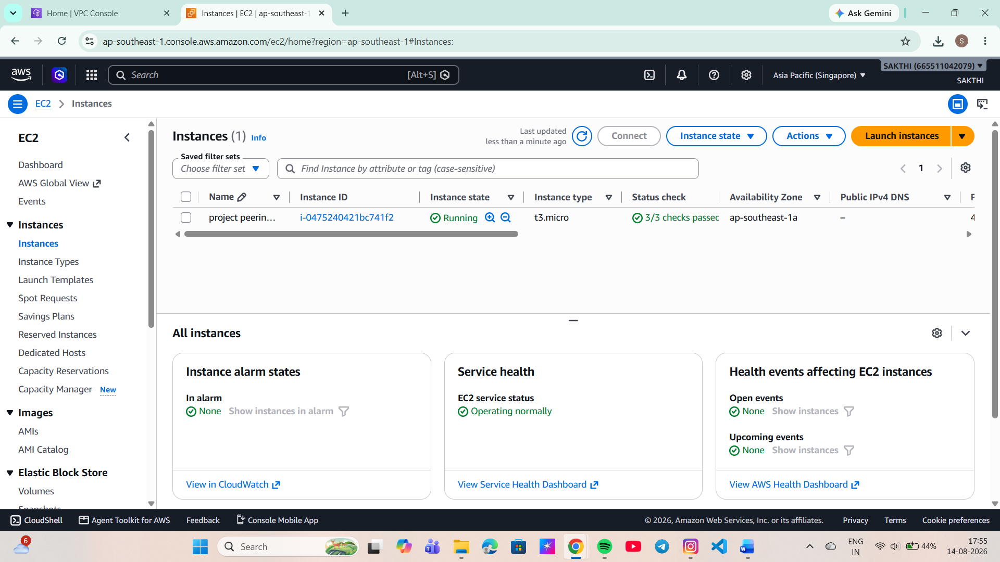 Home | VPC Console
Instances | EC2 | ap-southeast-1
Ask Gemini
ap-southeast-1.console.aws.amazon.com/ec2/home?region=ap-southeast-1#Instances:
S
aws
Search
[Alt+S]
Asia Pacific (Singapore)
SAKTHI (665511042079)
SAKTHI
EC2
Instances
EC2
Dashboard
AWS Global View
Events
Instances
Instances
Instance Types
Launch Templates
Spot Requests
Savings Plans
Reserved Instances
Dedicated Hosts
Capacity Reservations
Capacity Manager New
Images
AMIs
AMI Catalog
Elastic Block Store
Volumes
Snapshots
Instances (1) Info
Last updated
less than a minute ago
Connect
Instance state
Actions
Launch instances
Saved filter sets
Choose filter set
Find Instance by attribute or tag (case-sensitive)
1
Name Instance ID Instance state Instance type Status check Availability Zone Public IPv4 DNS
project peerin... i-0475240421bc741f2 Running t3.micro 3/3 checks passed ap-southeast-1a –
All instances
Instance alarm states
In alarm
None Show instances in alarm
View in CloudWatch
Service health
EC2 service status
Operating normally
View Service Health Dashboard
Health events affecting EC2 instances
Open events
None Show instances
Upcoming events
None Show instances
View AWS Health Dashboard
CloudShell Agent Toolkit for AWS Feedback Console Mobile App
© 2026, Amazon Web Services, Inc. or its affiliates. Privacy Terms Cookie preferences
6
Search
ENG
IN
44%
17:55
14-08-2026